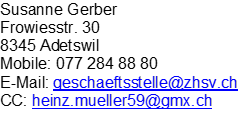 Susanne Gerber
Frowiesstr. 30
8345 Adetswil
Mobile: 077 284 88 80
E-Mail: geschaeftsstelle@zhsv.ch
CC: heinz.mueller59@gmx.ch